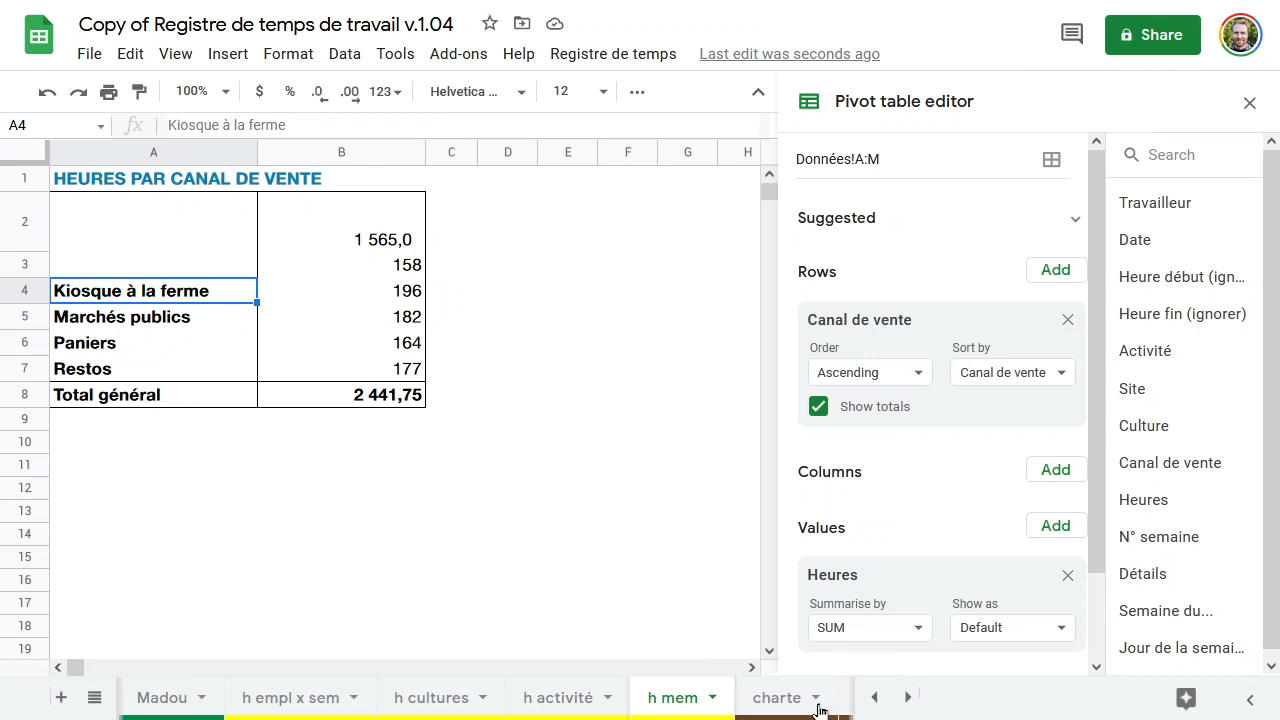 Copy of Registre de temps de travail v.1.04
File Edit View Insert Format Data Tools Add-ons Help Registre de temps Last edit was seconds ago
Share
100% $ % .0 .00 123 Helvetica ... 12 ...
A4 fx Kiosque à la ferme
A B C D E F G H
1 HEURES PAR CANAL DE VENTE
2 1 565,0
3 158
4 Kiosque à la ferme 196
5 Marchés publics 182
6 Paniers 164
7 Restos 177
8 Total général 2 441,75
9
10
11
12
13
14
15
16
17
18
19
Pivot table editor
Données!A:M
Suggested
Rows Add
Canal de vente
Order Sort by
Ascending Canal de vente
Show totals
Columns Add
Values Add
Heures
Summarise by Show as
SUM Default
Search
Travailleur
Date
Heure début (ign...
Heure fin (ignorer)
Activité
Site
Culture
Canal de vente
Heures
N° semaine
Détails
Semaine du...
Jour de la semai...
+ Madou h empl x sem h cultures h activité h mem charte